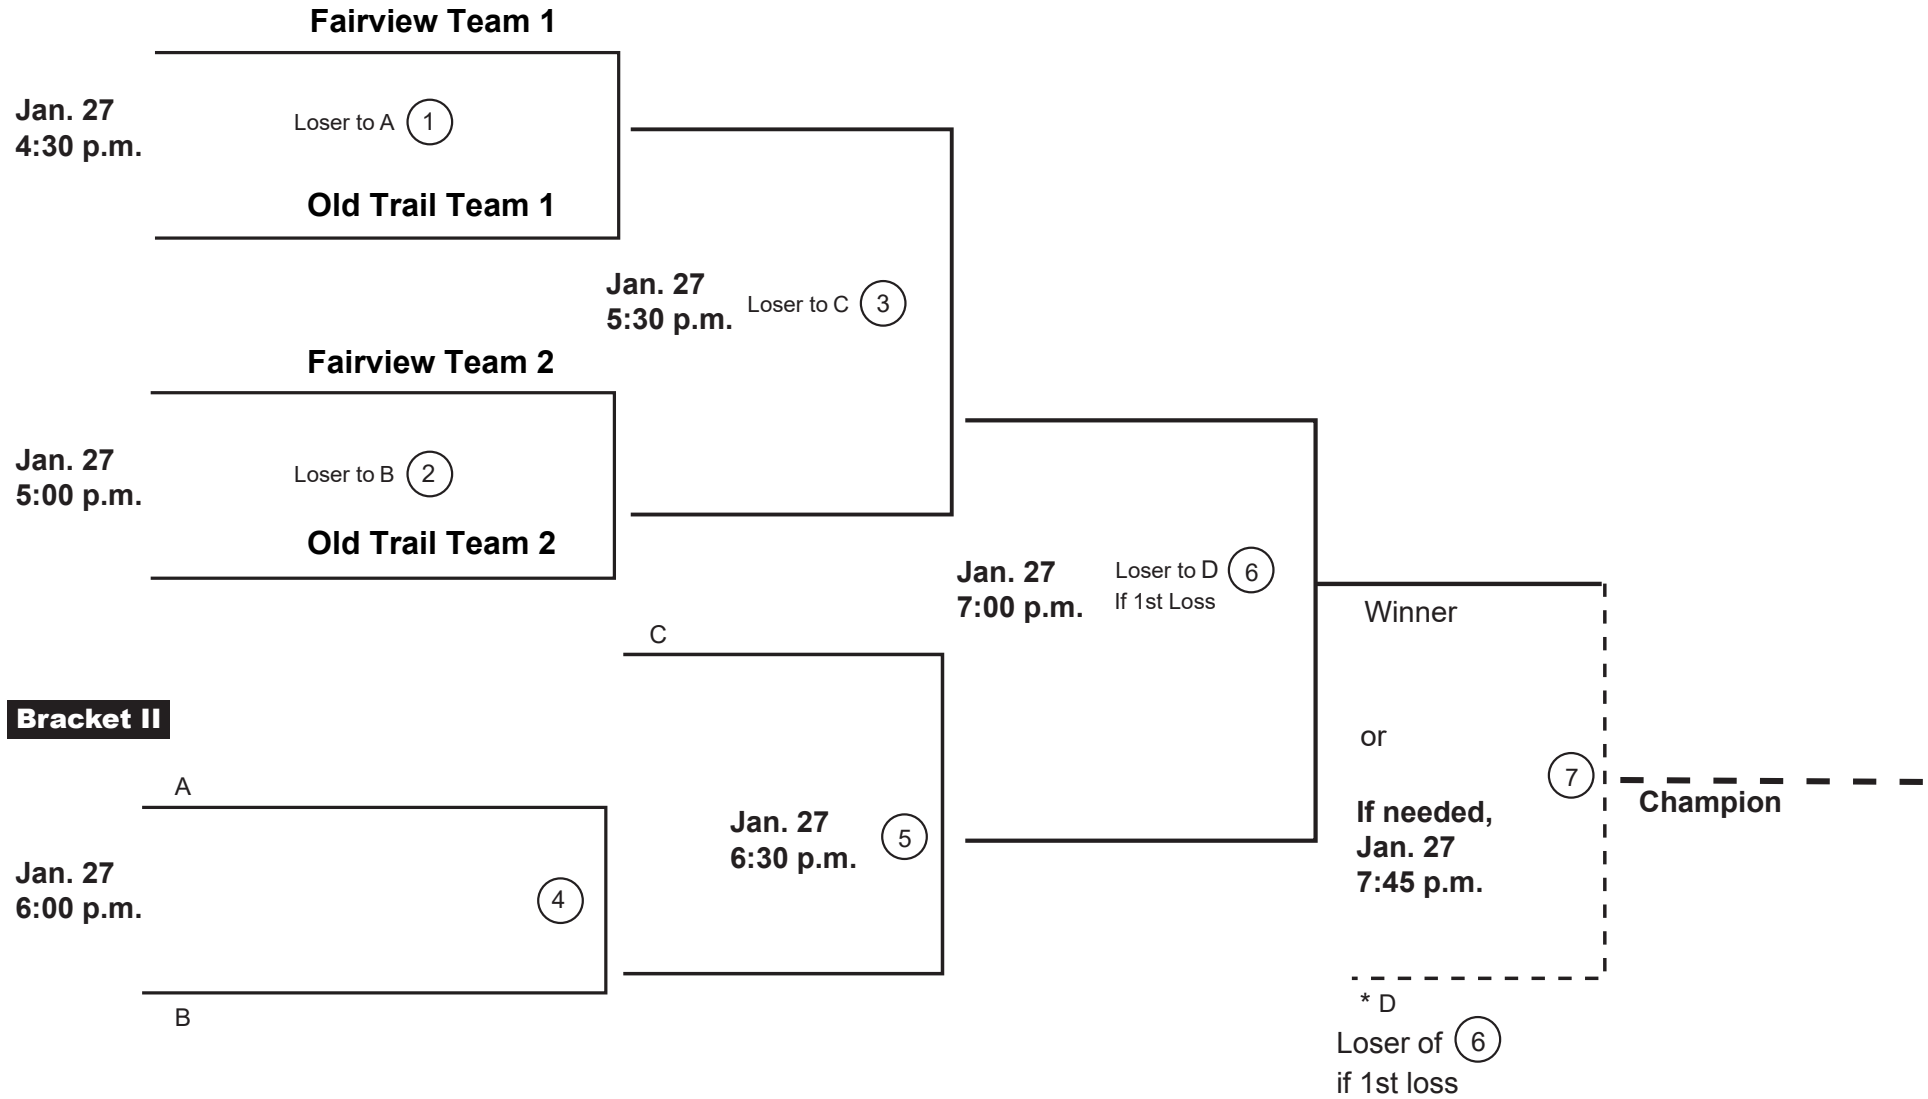 Fairview Team 1
Jan. 27
4:30 p.m.
Loser to A 1
Old Trail Team 1
Jan. 27
5:30 p.m.
Loser to C 3
Fairview Team 2
Jan. 27
5:00 p.m.
Loser to B 2
Old Trail Team 2
Jan. 27
7:00 p.m.
Loser to D 6
If 1st Loss
Winner
C
Bracket II
or
7
A
Champion
Jan. 27
6:30 p.m.
5
If needed,
Jan. 27
7:45 p.m.
Jan. 27
6:00 p.m.
4
B
* D
Loser of 6
if 1st loss